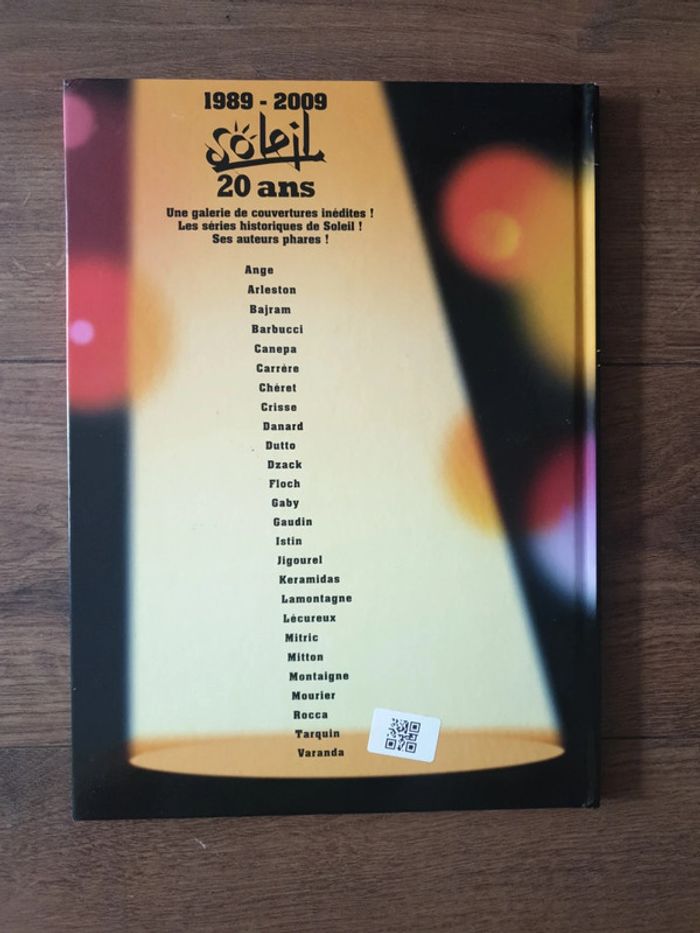 1989 - 2009
Soleil
20 ans
Une galerie de couvertures inédites !
Les séries historiques de Soleil !
Ses auteurs phares !
Ange
Arleston
Bajram
Barbucci
Canepa
Carrère
Chéret
Crisse
Danard
Dutto
Dzack
Floch
Gaby
Gaudin
Istin
Jigourel
Keramidas
Lamontagne
Lécureux
Mitric
Mitton
Montaigne
Mourier
Rocca
Tarquin
Varanda